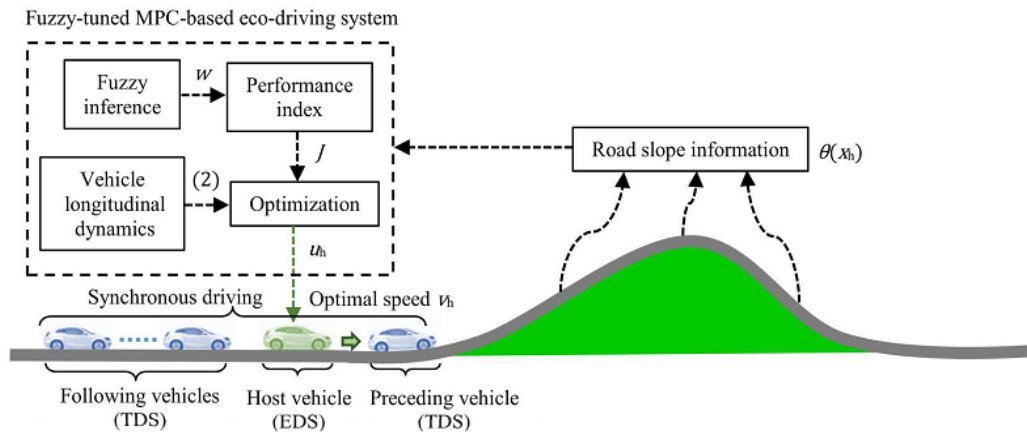 Fuzzy-tuned MPC-based eco-driving system
Fuzzy
inference
w
Performance
index
J
Vehicle
longitudinal
dynamics
(2)
Optimization
Road slope information
θ(xh)
uh
Synchronous driving
Optimal speed vh
Following vehicles
(TDS)
Host vehicle
(EDS)
Preceding vehicle
(TDS)